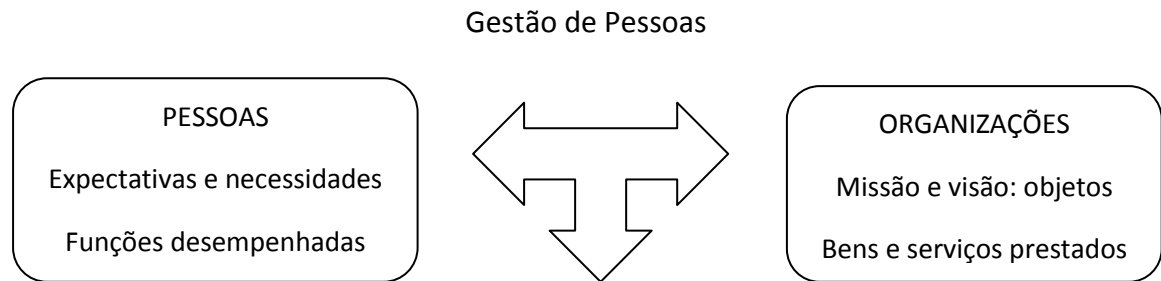 Gestão de Pessoas
PESSOAS
Expectativas e necessidades
Funções desempenhadas
ORGANIZAÇÕES
Missão e visão: objetos
Bens e serviços prestados